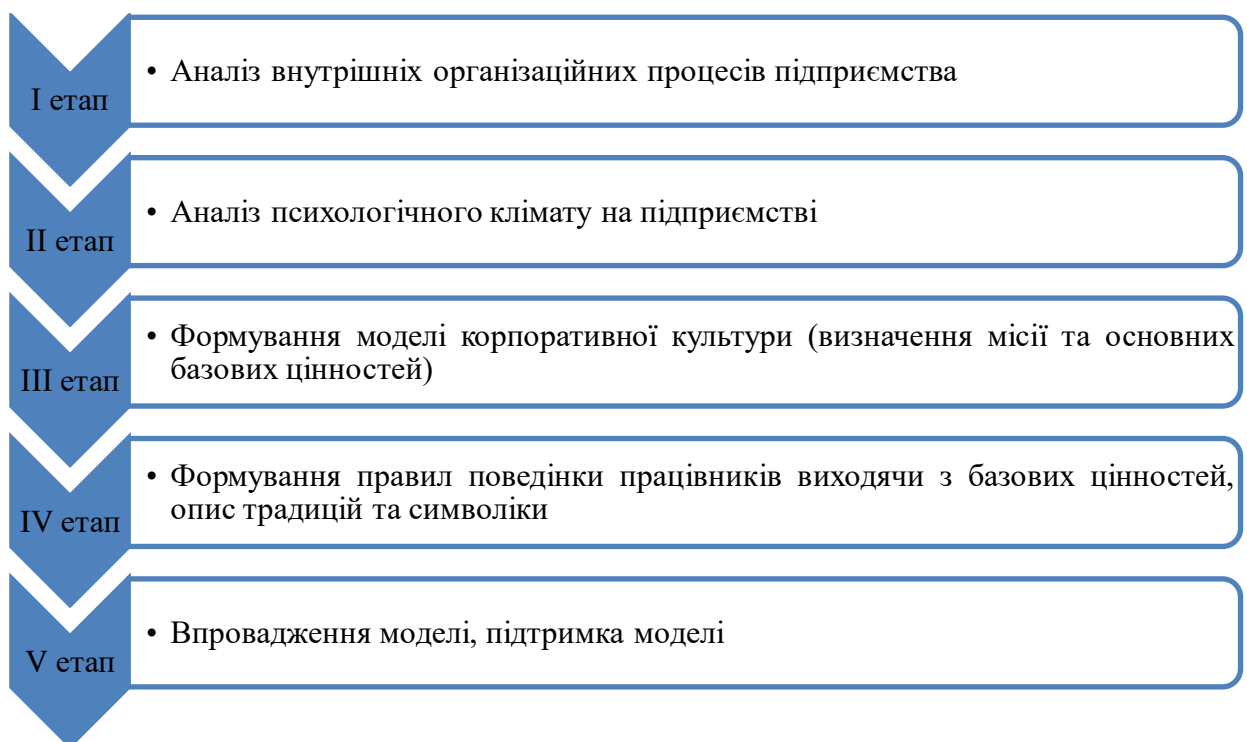 І етап
• Аналіз внутрішніх організаційних процесів підприємства
ІІ етап
• Аналіз психологічного клімату на підприємстві
ІІІ етап
• Формування моделі корпоративної культури (визначення місії та основних
базових цінностей)
IV етап
• Формування правил поведінки працівників виходячи з базових цінностей,
опис традицій та символіки
V етап
• Впровадження моделі, підтримка моделі